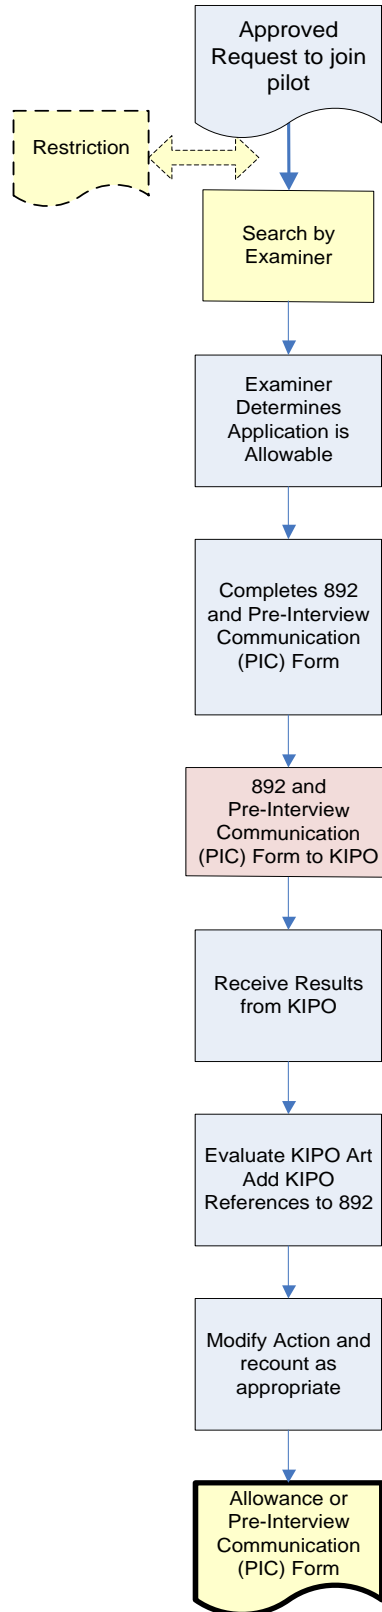 Approved
Request to join
pilot
Restriction
Search by
Examiner
Examiner
Determines
Application is
Allowable
Completes 892
and Pre-Interview
Communication
(PIC) Form
892 and
Pre-Interview
Communication
(PIC) Form to KIPO
Receive Results
from KIPO
Evaluate KIPO Art
Add KIPO
References to 892
Modify Action and
recount as
appropriate
Allowance or
Pre-Interview
Communication
(PIC) Form